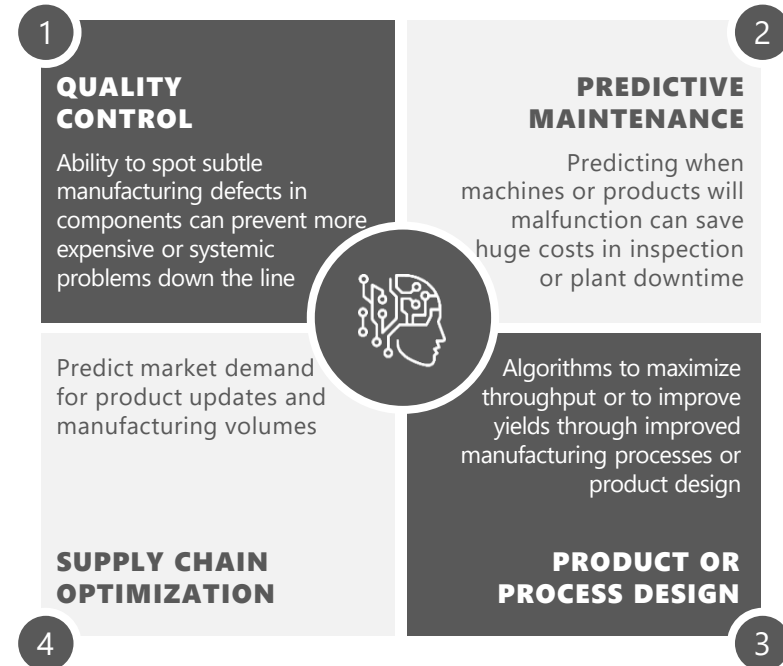 1
QUALITY
CONTROL
Ability to spot subtle
manufacturing defects in
components can prevent more
expensive or systemic
problems down the line
2
PREDICTIVE
MAINTENANCE
Predicting when
machines or products will
malfunction can save
huge costs in inspection
or plant downtime
Algorithms to maximize
throughput or to improve
yields through improved
manufacturing processes or
product design
PRODUCT OR
PROCESS DESIGN
3
Predict market demand
for product updates and
manufacturing volumes
SUPPLY CHAIN
OPTIMIZATION
4